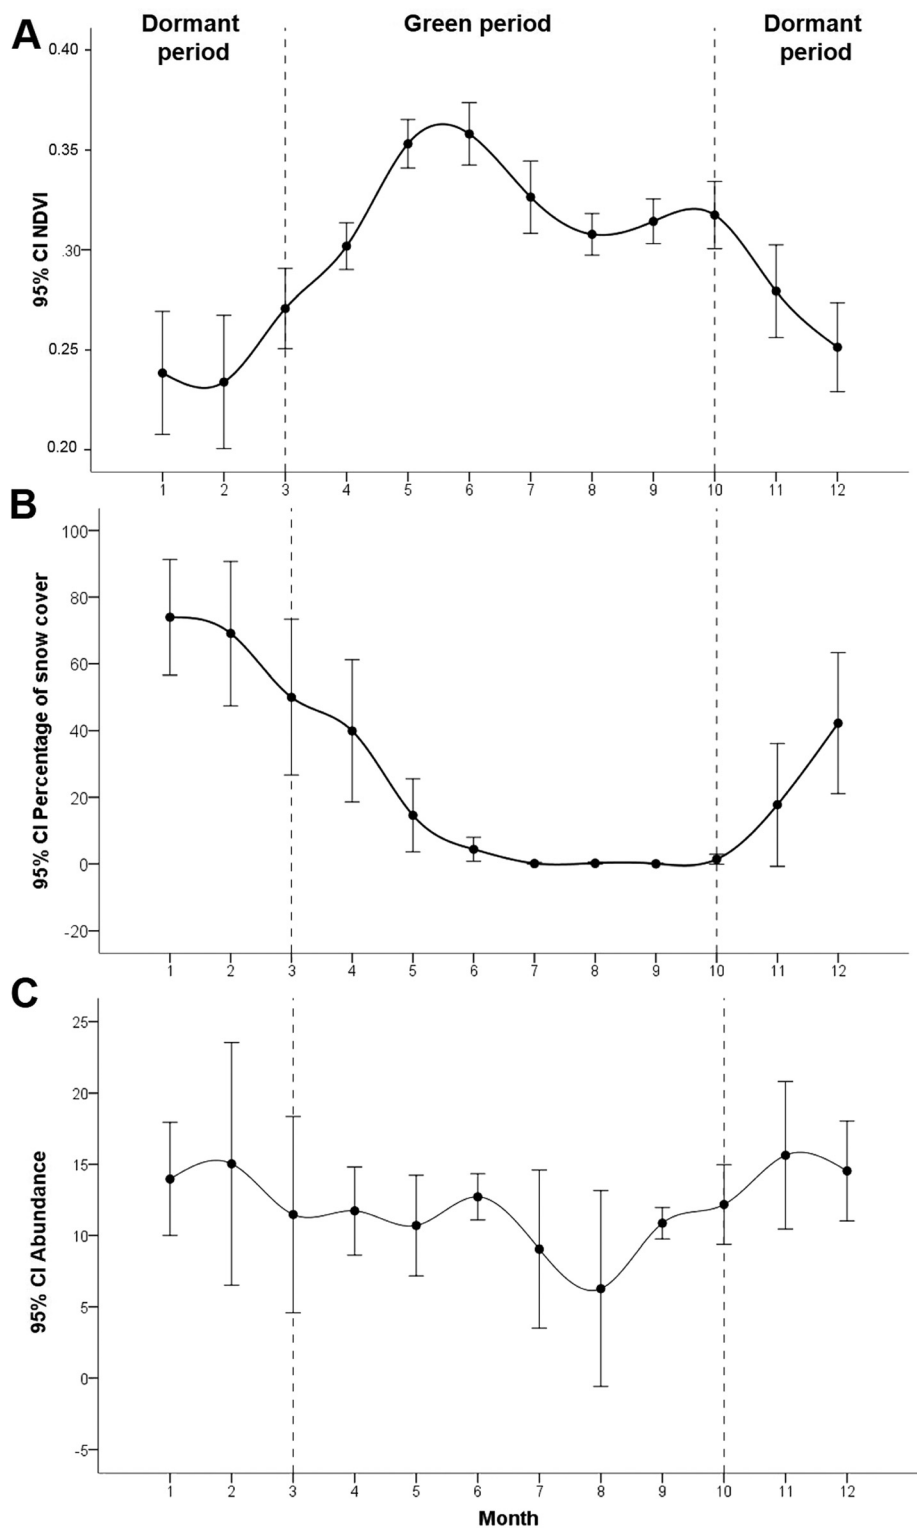 A
Dormant
period
Green period
Dormant
period
95% CI NDVI
0.40
0.35
.30
0.25
0.20
1 2 3 4 5 6 7 8 9 10 11 12
B
95% CI Percentage of snow cover
100
80
60
40
20
0
-20
1 2 3 4 5 6 7 8 9 10 11 12
C
95% CI Abundance
25
20
15
10
5
0
-5
1 2 3 4 5 6 7 8 9 10 11 12
Month